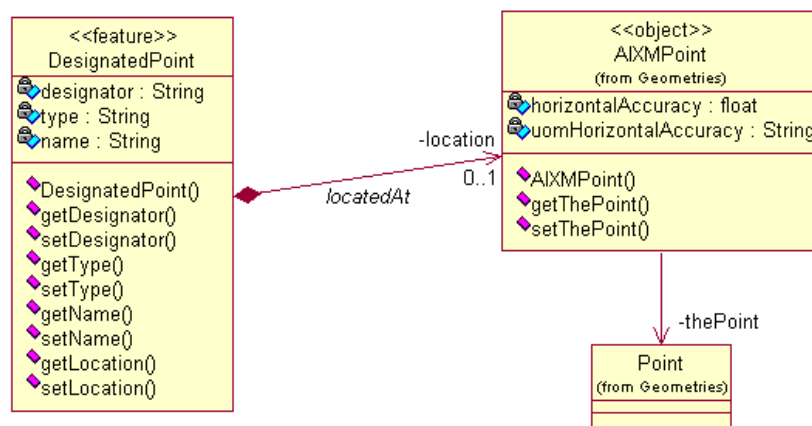 <<feature>>
DesignatedPoint
designator : String
type : String
name : String
DesignatedPoint()
getDesignator()
setDesignator()
getType()
setType()
getName()
setName()
getLocation()
setLocation()
-location
0..1
locatedAt
<<object>>
AIXMPoint
(from Geometries)
horizontalAccuracy : float
uomHorizontalAccuracy : String
AIXMPoint()
getThePoint()
setThePoint()
-thePoint
Point
(from Geometries)